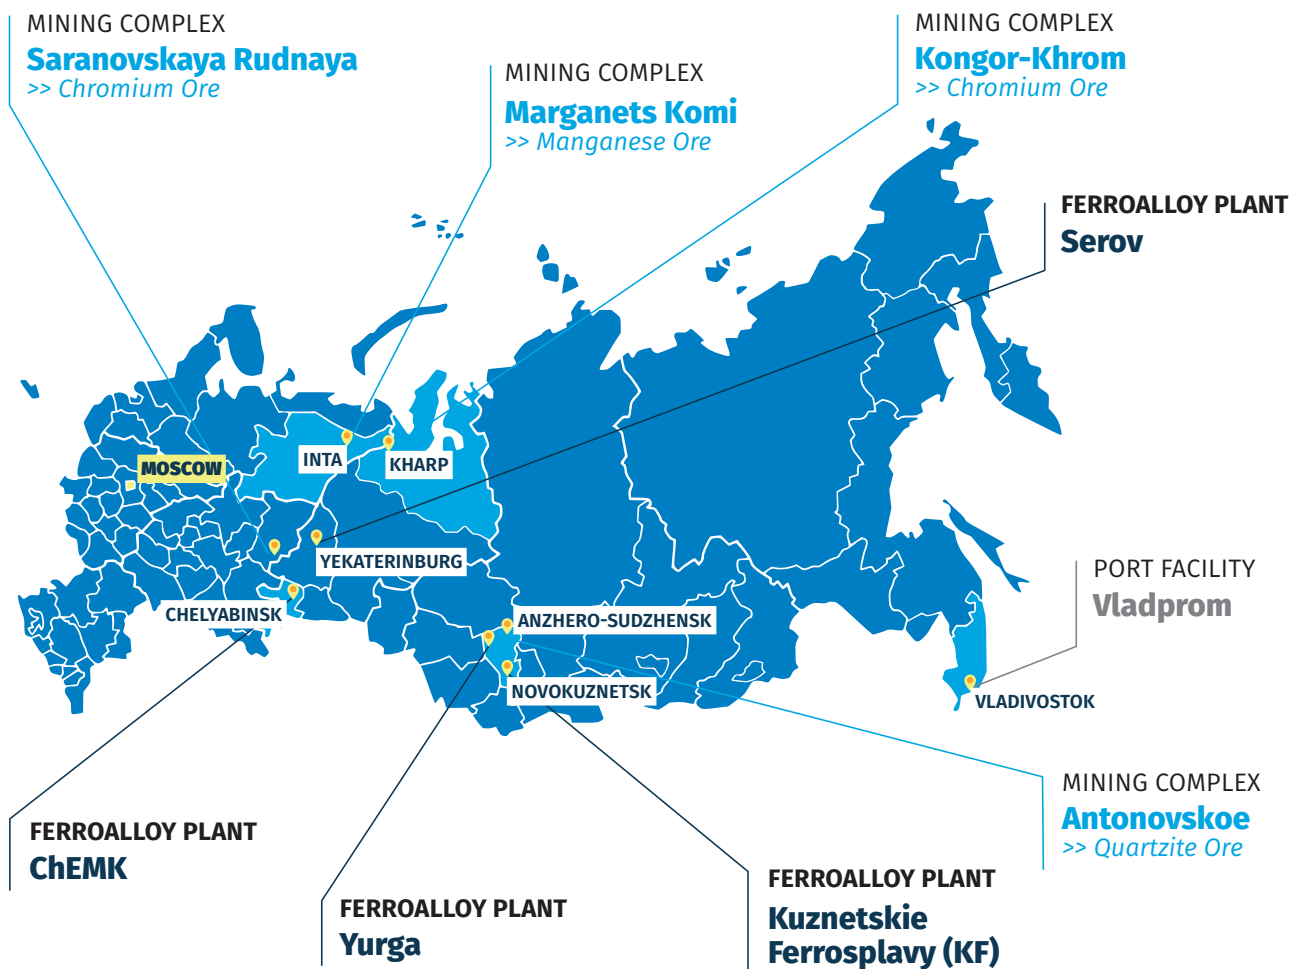 MINING COMPLEX
Saranovskaya Rudnaya
>> Chromium Ore
MINING COMPLEX
Marganets Komi
>> Manganese Ore
MINING COMPLEX
Kongor-Khrom
>> Chromium Ore
FERROALLOY PLANT
Serov
MOSCOW
INTA
KHARP
YEKATERINBURG
CHELYABINSK
ANZHERO-SUDZHENSK
NOVOKUZNETSK
VLADIVOSTOK
PORT FACILITY
Vladprom
MINING COMPLEX
Antonovskoe
>> Quartzite Ore
FERROALLOY PLANT
ChEMK
FERROALLOY PLANT
Yurga
FERROALLOY PLANT
Kuznetskie
Ferrosplavy (KF)